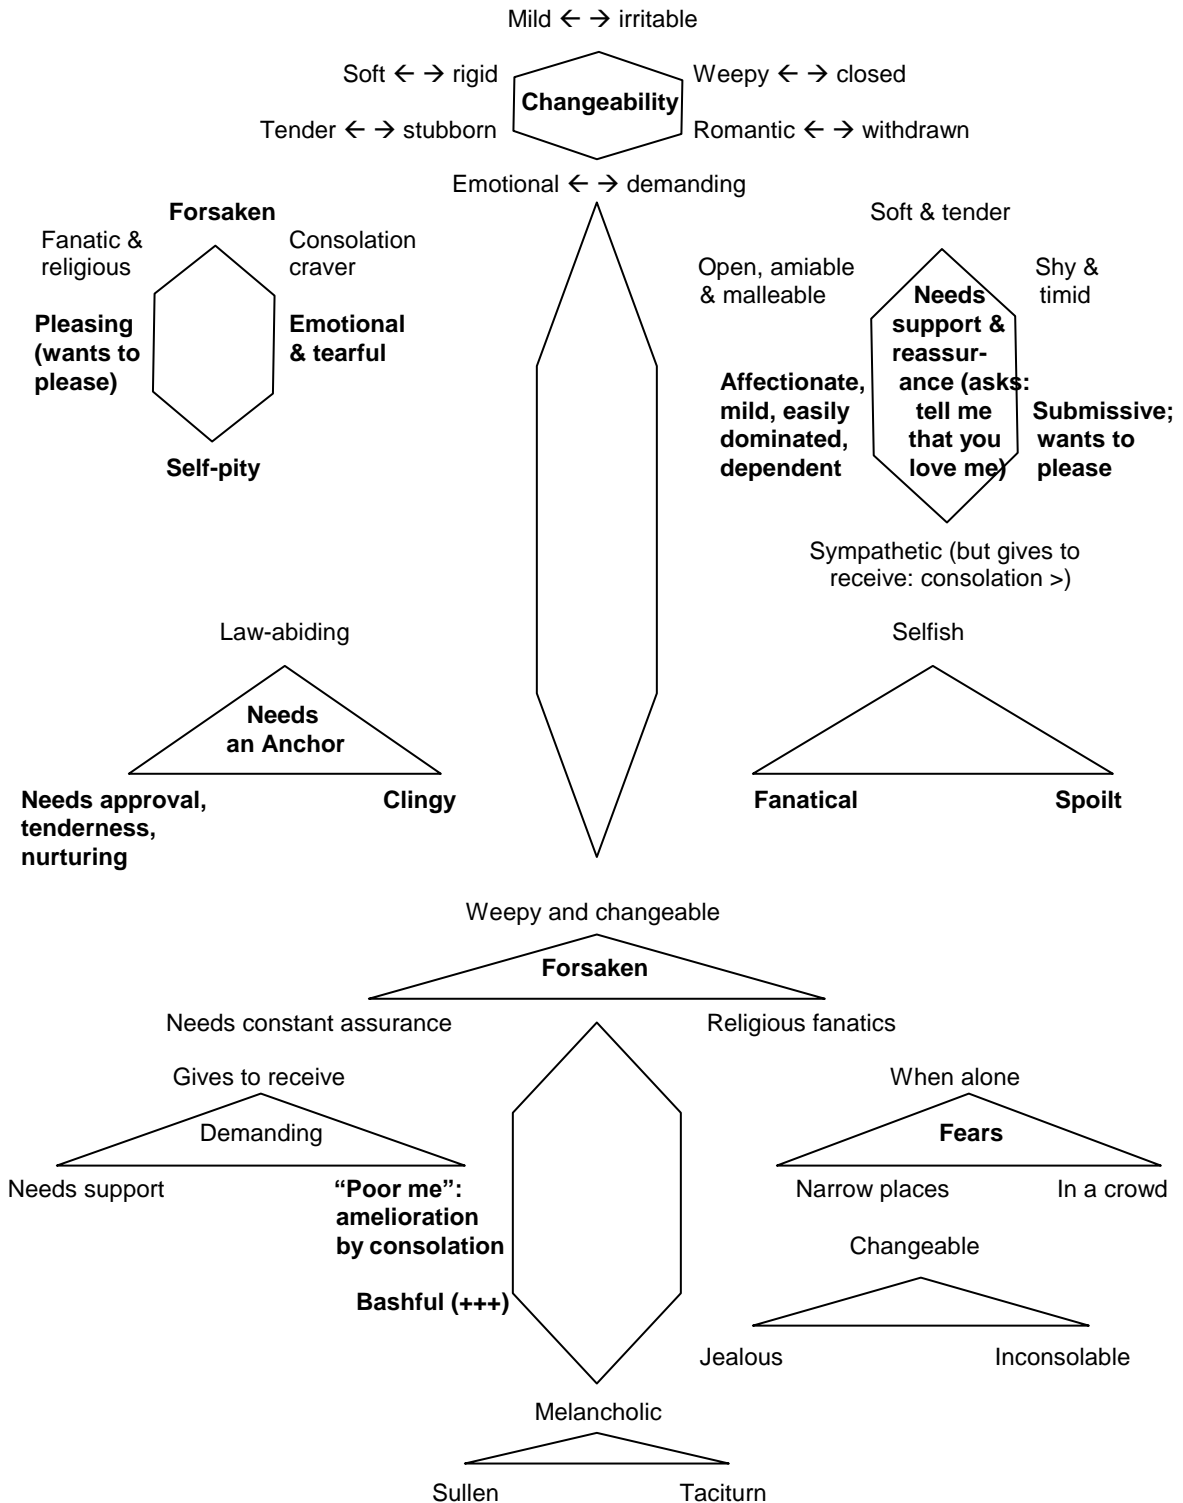 Mild ← → irritable
Soft ← → rigid
Weepy ← → closed
Changeability
Tender ← → stubborn
Romantic ← → withdrawn
Emotional ← → demanding
Forsaken
Fanatic &
religious
Consolation
craver
Pleasing
(wants to
please)
Emotional
& tearful
Self-pity
Soft & tender
Open, amiable
& malleable
Shy &
timid
Needs
support &
reassur-
ance (asks:
tell me
that you
love me)
Affectionate,
mild, easily
dominated,
dependent
Submissive;
wants to
please
Sympathetic (but gives to
receive: consolation >)
Law-abiding
Needs
an Anchor
Needs approval,
tenderness,
nurturing
Clingy
Selfish
Fanatical
Spoilt
Weepy and changeable
Forsaken
Needs constant assurance
Religious fanatics
Gives to receive
Demanding
Needs support
“Poor me”:
amelioration
by consolation
Bashful (+++)
When alone
Fears
Narrow places
In a crowd
Changeable
Jealous
Inconsolable
Melancholic
Sullen
Taciturn